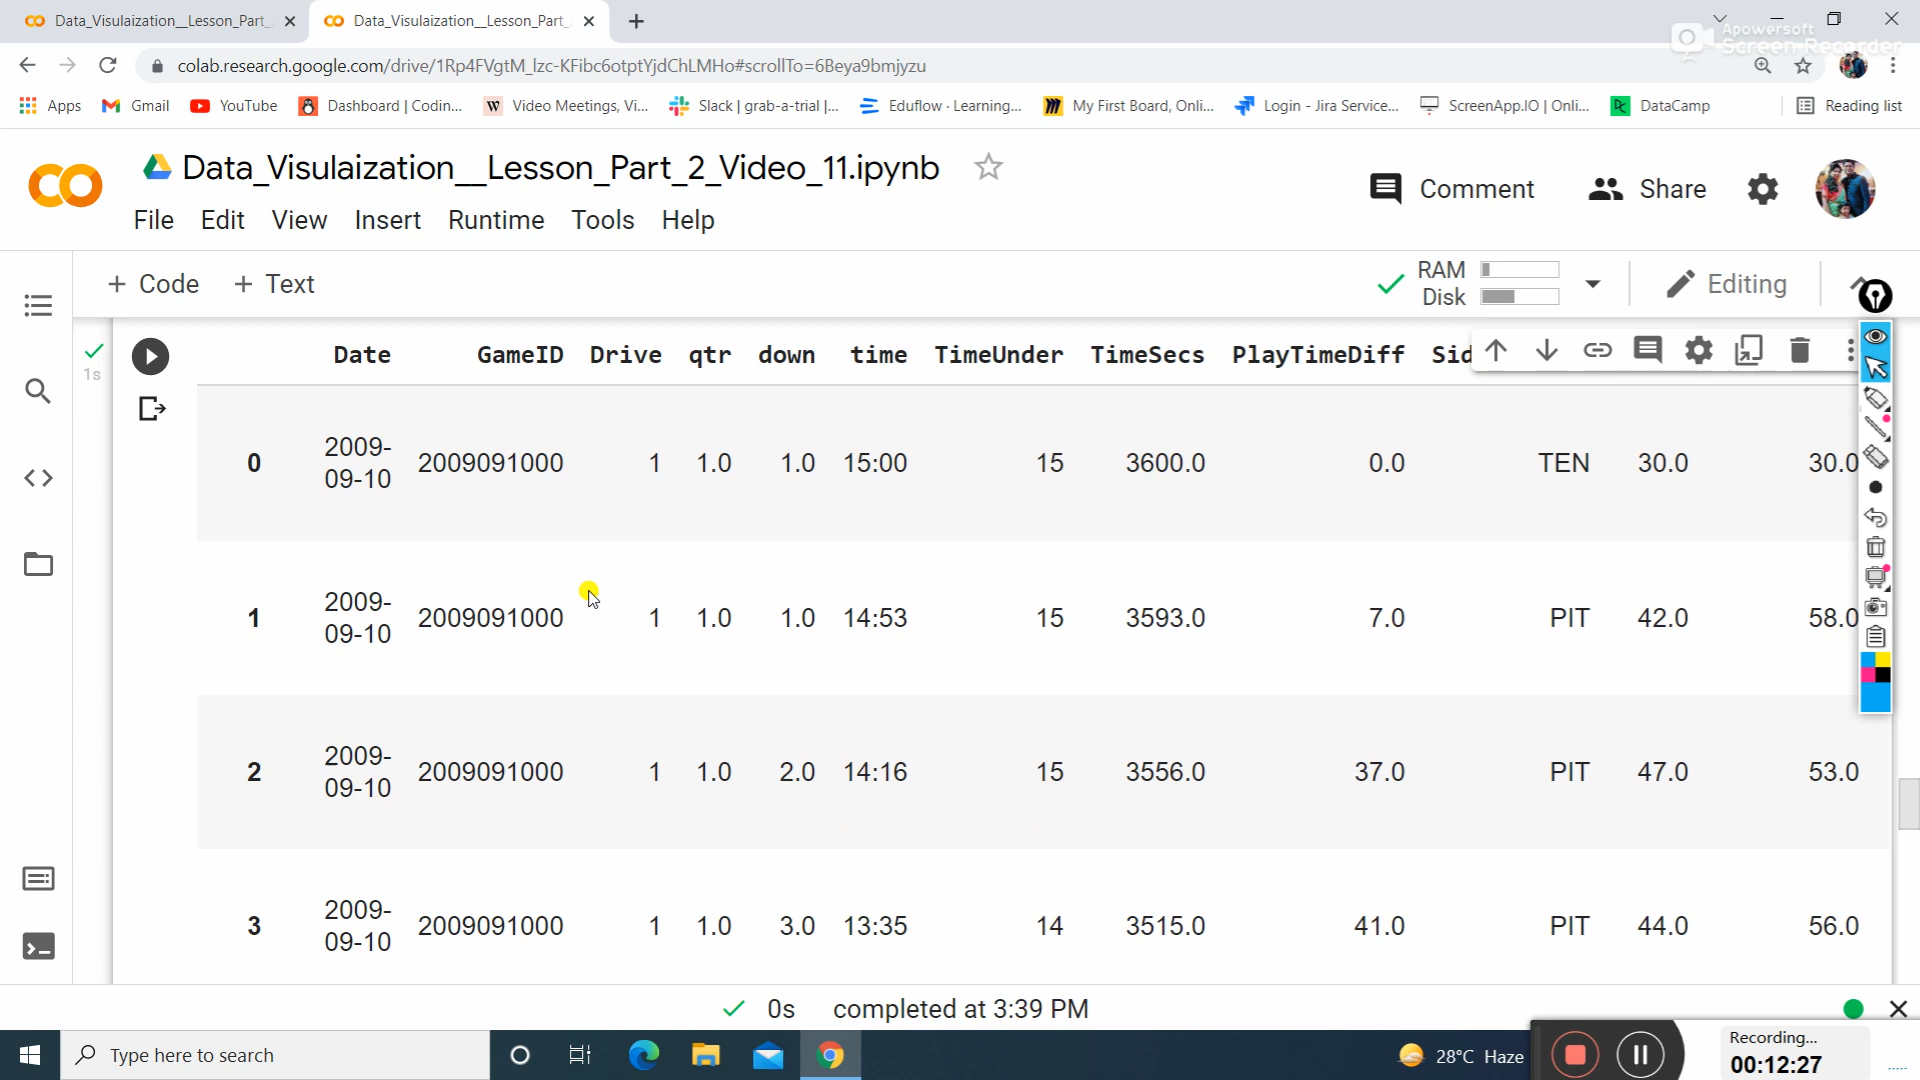 Data_Visulaization__Lesson_Part_
Data_Visulaization__Lesson_Part_
Apowersoft
Screen Recorder
colab.research.google.com/drive/1Rp4FVgtM_lzc-KFibc6otptYjdChLMHo#scrollTo=6Beya9bmjyzu
Apps Gmail YouTube Dashboard | Codin... Video Meetings, Vi... Slack | grab-a-trial |... Eduflow · Learning... My First Board, Onli... Login - Jira Service... ScreenApp.IO | Onli... DataCamp Reading list
Data_Visulaization__Lesson_Part_2_Video_11.ipynb
Comment Share
File Edit View Insert Runtime Tools Help
+ Code + Text
RAM
Disk
Editing
1s
Date GameID Drive qtr down time TimeUnder TimeSecs PlayTimeDiff Sid
0 2009-09-10 2009091000 1 1.0 1.0 15:00 15 3600.0 0.0 TEN 30.0 30.0
1 2009-09-10 2009091000 1 1.0 1.0 14:53 15 3593.0 7.0 PIT 42.0 58.0
2 2009-09-10 2009091000 1 1.0 2.0 14:16 15 3556.0 37.0 PIT 47.0 53.0
3 2009-09-10 2009091000 1 1.0 3.0 13:35 14 3515.0 41.0 PIT 44.0 56.0
0s completed at 3:39 PM
Type here to search
28°C Haze
Recording...
00:12:27